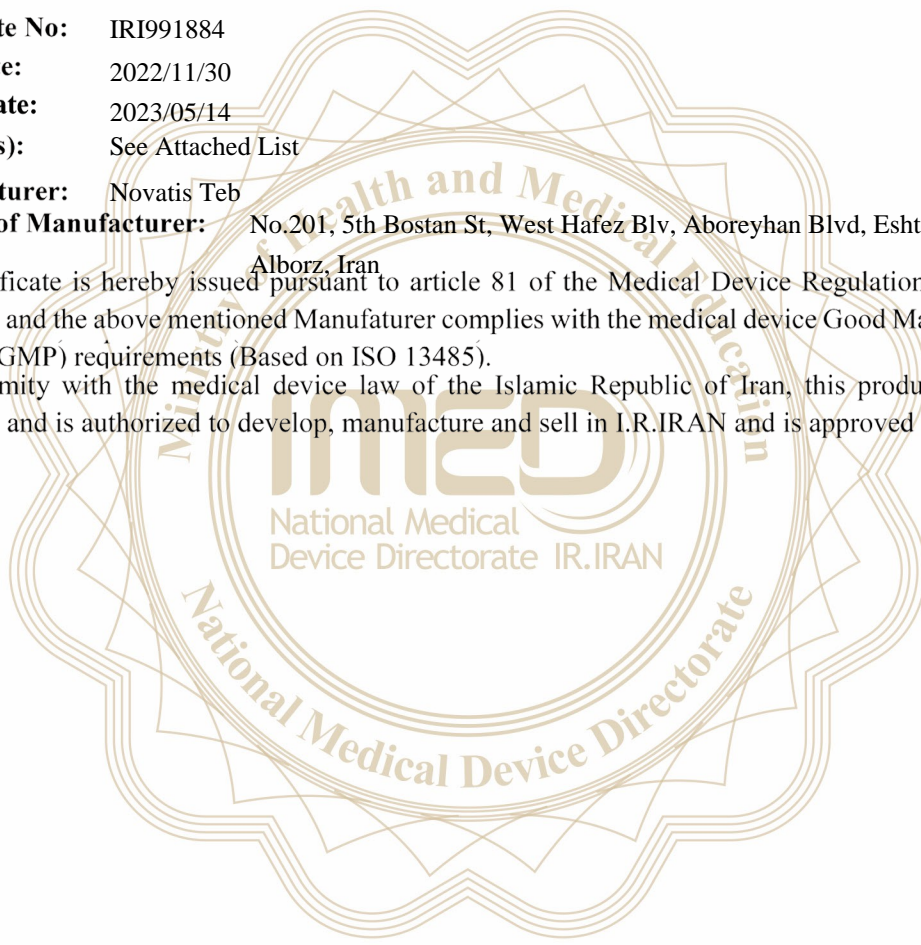 te No: IRI991884
e: 2022/11/30
ate: 2023/05/14
s): See Attached List
turer: Novatis Teb
of Manufacturer: No.201, 5th Bostan St, West Hafez Blv, Aboreyhan Blvd, Esht
Alborz, Iran
ficate is hereby issued pursuant to article 81 of the Medical Device Regulation
and the above mentioned Manufaturer complies with the medical device Good Ma
GMP) requirements (Based on ISO 13485).
mity with the medical device law of the Islamic Republic of Iran, this produ
and is authorized to develop, manufacture and sell in I.R.IRAN and is approved
Ministry of Health and Medical Education
IMED
National Medical
Device Directorate IR.IRAN
National Medical Device Directorate